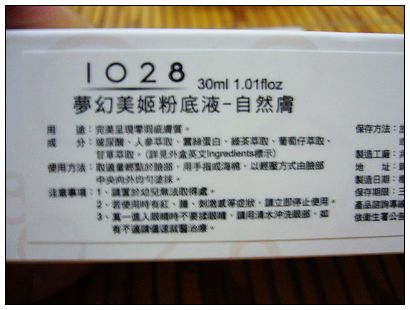 1028 30ml 1.01floz
夢幻美姬粉底液-自然膚
用 途：完美呈現零瑕疵膚質。
成 分：玻尿酸、人參萃取、蠶絲蛋白、綠茶萃取、葡萄籽萃取、
甘草萃取。(詳見外盒英文Ingredients標示)
使用方法：取適量輕點於臉部，用手指或海綿，以輕壓方式由臉部
中央向外均勻塗抹。
注意事項：1、請置於幼兒無法取得處。
2、若使用時有紅、腫、刺激感等症狀，請立即停止使用。
3、萬一進入眼睛時不要揉眼睛，請用清水沖洗眼部，如
有不適請儘速就醫治療。
保存方法：
製造工廠：
地 址：
製造日期：
保存期限：三
產品諮詢專
依衛生署公告